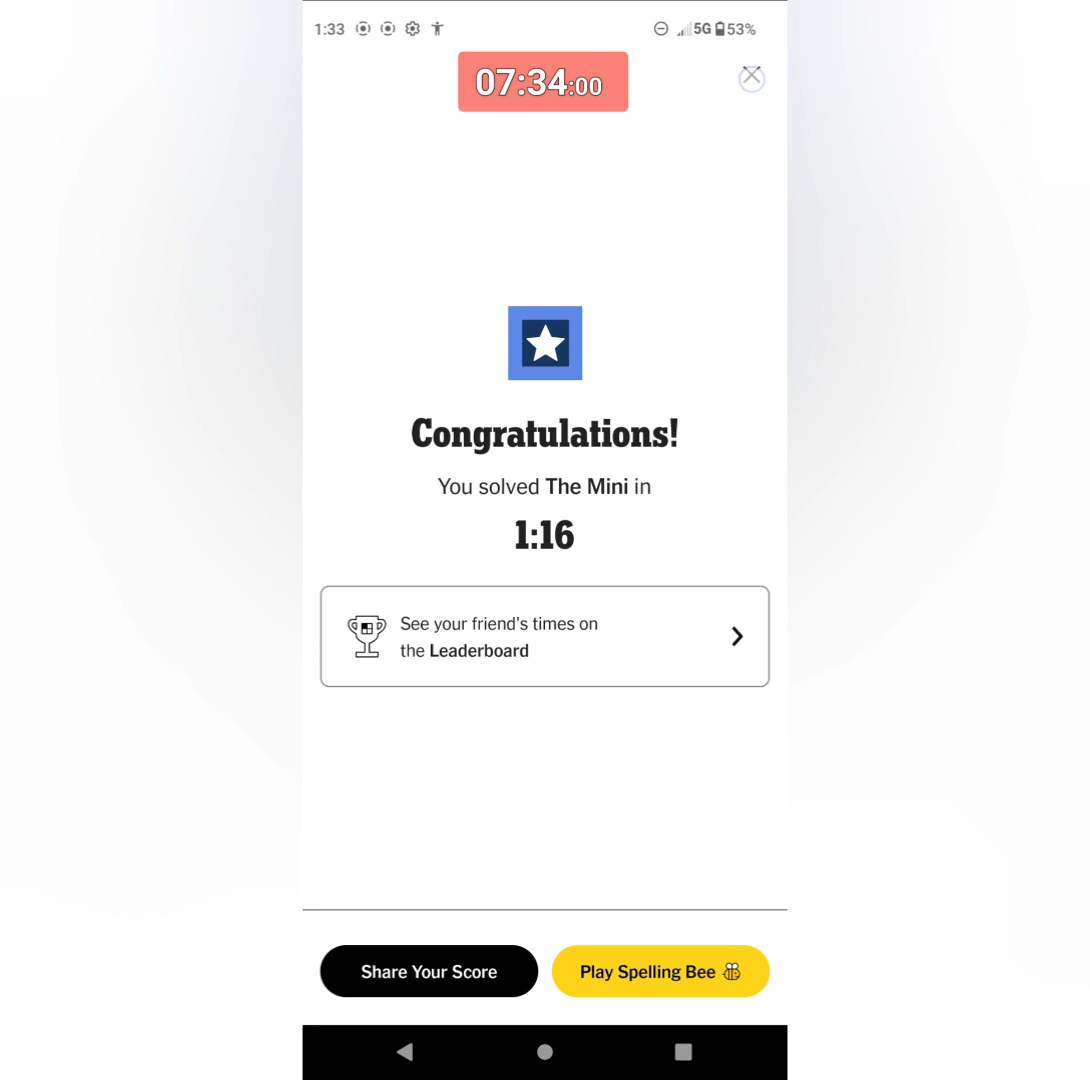 1:33 5G 53%
07:34:00
Congratulations!
You solved The Mini in
1:16
See your friend's times on
the Leaderboard
Share Your Score
Play Spelling Bee